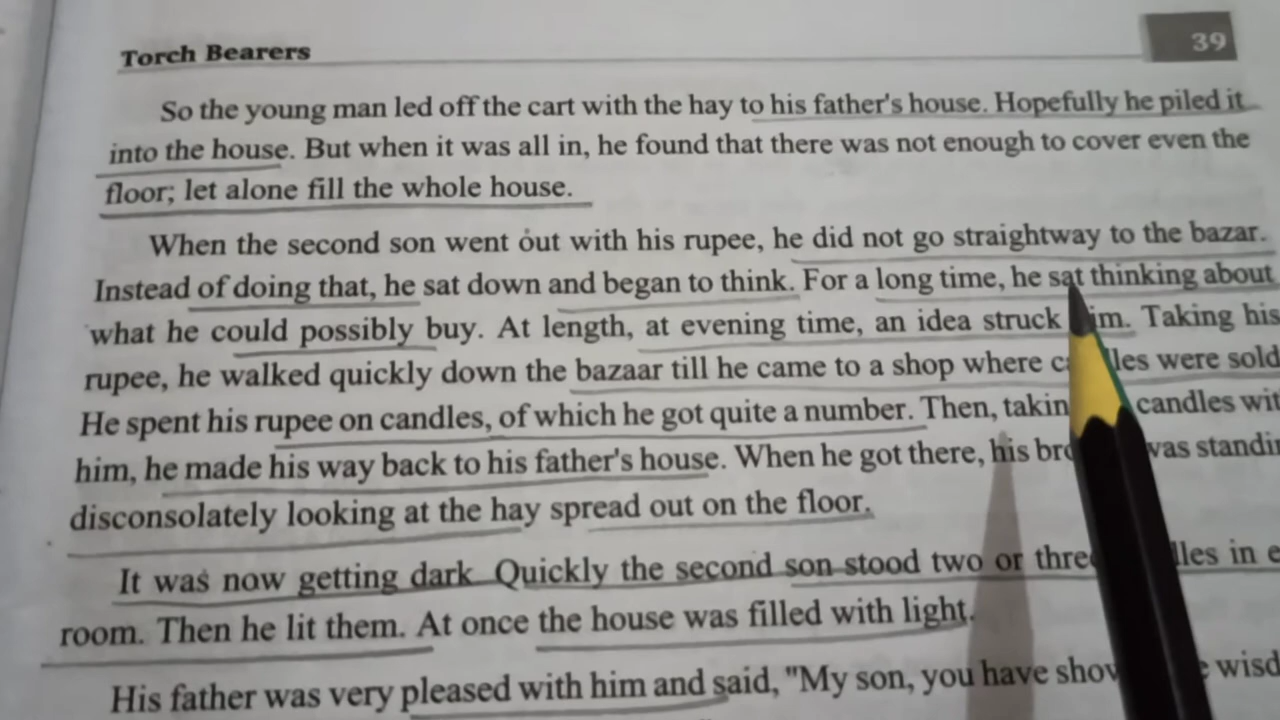 Torch Bearers
39
So the young man led off the cart with the hay to his father's house. Hopefully he piled it
into the house. But when it was all in, he found that there was not enough to cover even the
floor; let alone fill the whole house.
When the second son went out with his rupee, he did not go straightway to the bazar.
Instead of doing that, he sat down and began to think. For a long time, he sat thinking about
what he could possibly buy. At length, at evening time, an idea struck him. Taking his
rupee, he walked quickly down the bazaar till he came to a shop where were sold
He spent his rupee on candles, of which he got quite a number. Then, candles
him, he made his way back to his father's house. When he got there, his was
disconsolately looking at the hay spread out on the floor.
It was now getting dark Quickly the second son stood two or in
room. Then he lit them. At once the house was filled with light.
His father was very pleased with him and said, "My son, you have